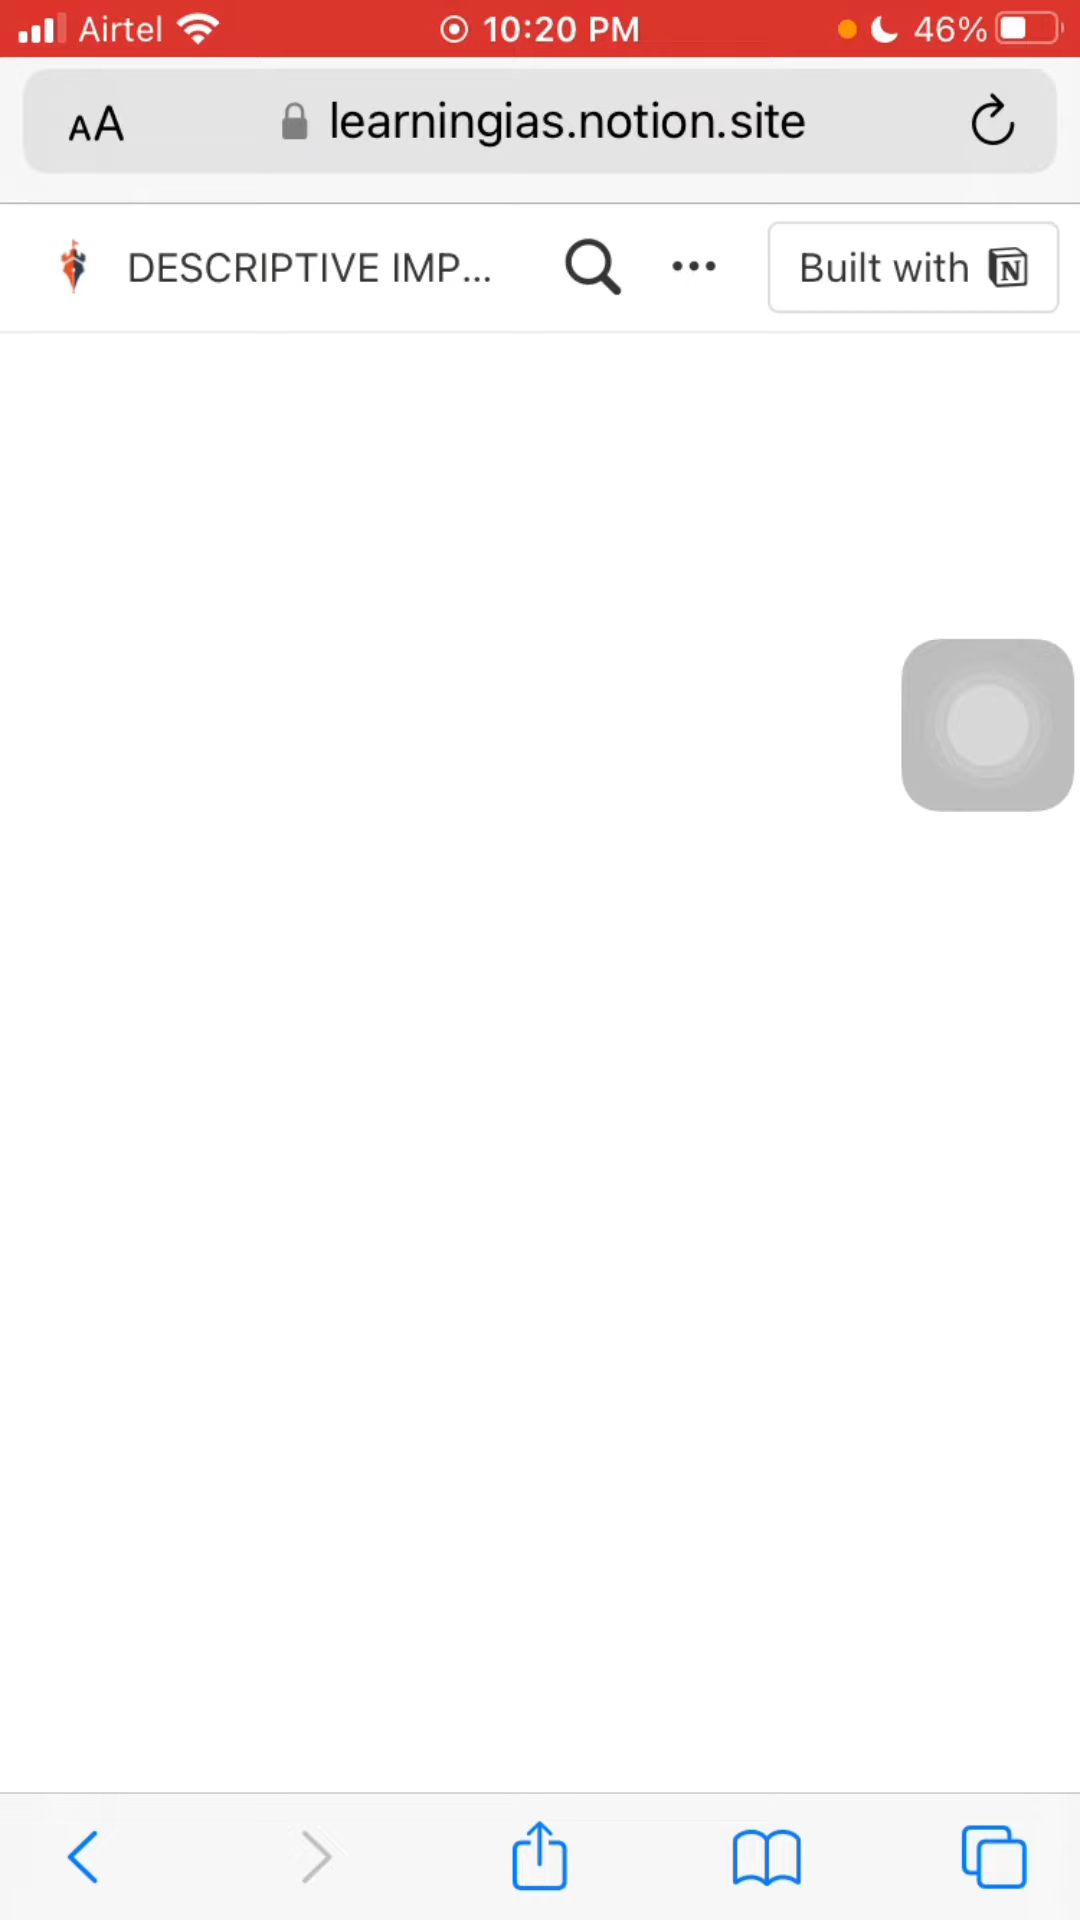 Airtel 10:20 PM 46%
AA learningias.notion.site
DESCRIPTIVE IMP... ••• Built with N